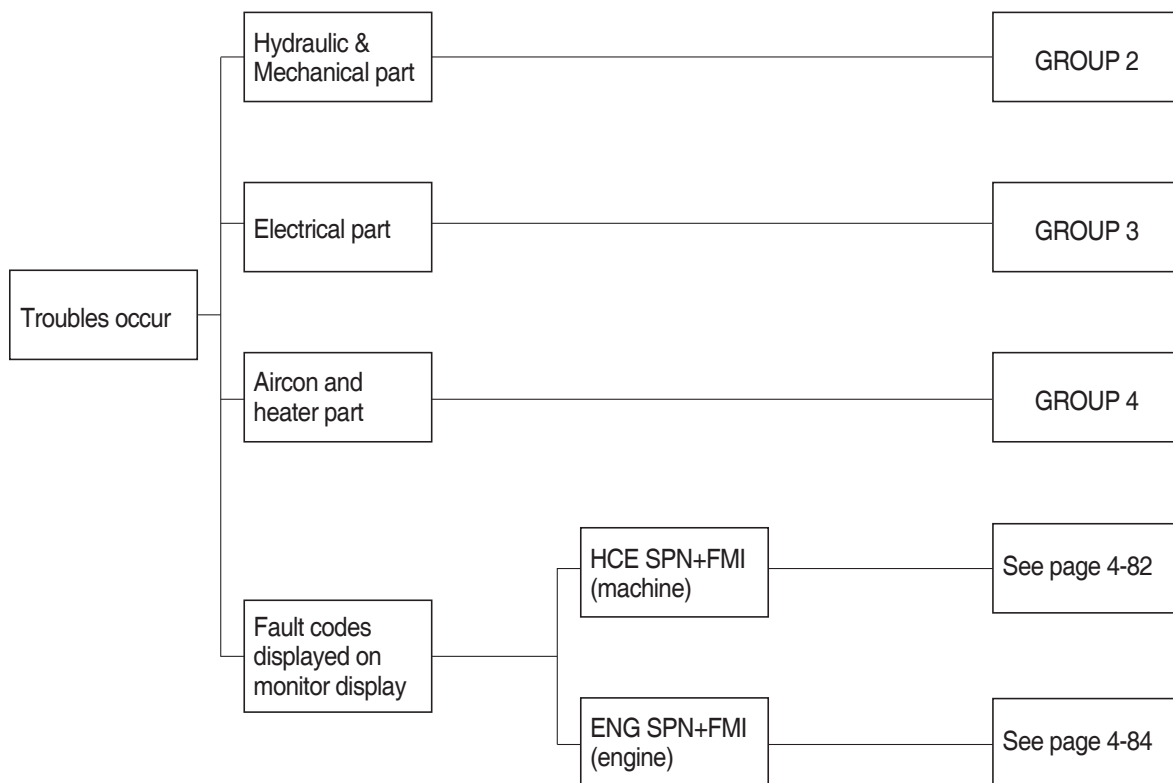 Hydraulic &
Mechanical part
GROUP 2
Electrical part
GROUP 3
Troubles occur
Aircon and
heater part
GROUP 4
HCE SPN+FMI
(machine)
See page 4-82
Fault codes
displayed on
monitor display
ENG SPN+FMI
(engine)
See page 4-84